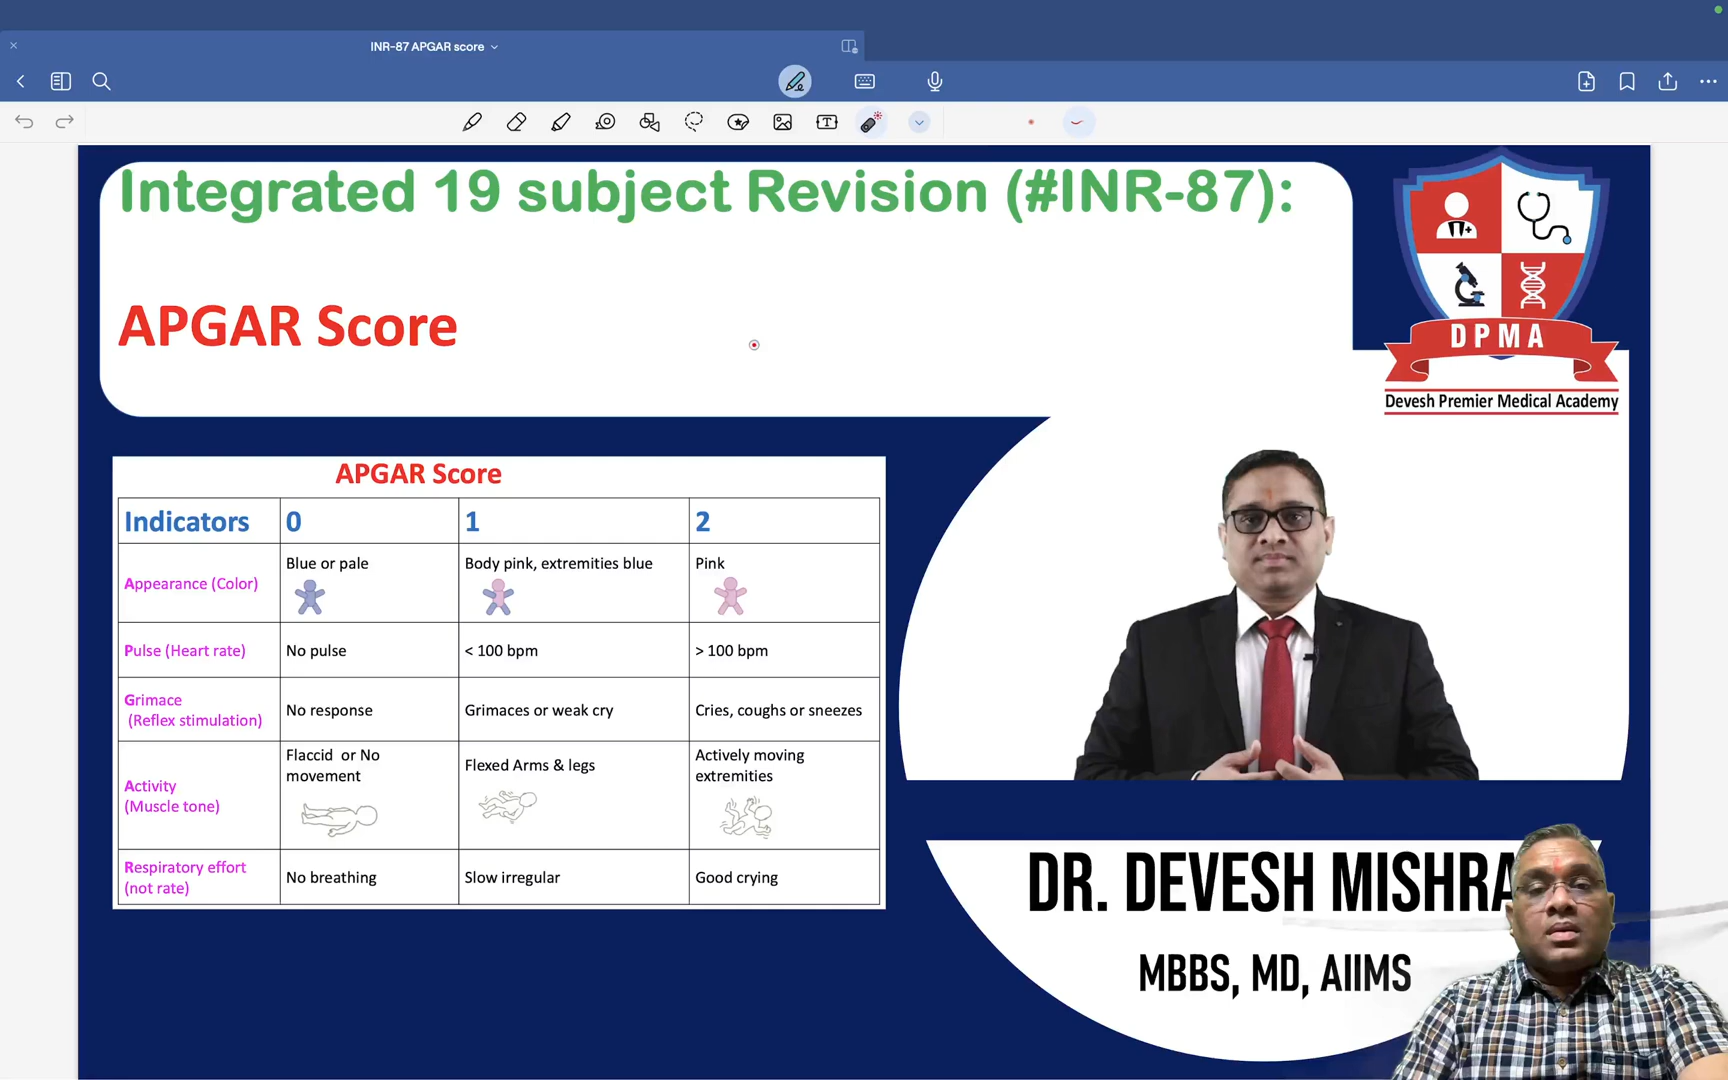 INR-87 APGAR score
Integrated 19 subject Revision (#INR-87):
APGAR Score
DPMA
Devesh Premier Medical Academy
APGAR Score
Indicators 0 1 2
Appearance (Color) Blue or pale Body pink, extremities blue Pink
Pulse (Heart rate) No pulse < 100 bpm > 100 bpm
Grimace
(Reflex stimulation) No response Grimaces or weak cry Cries, coughs or sneezes
Activity
(Muscle tone) Flaccid or No
movement Flexed Arms & legs Actively moving
extremities
Respiratory effort
(not rate) No breathing Slow irregular Good crying
DR. DEVESH MISHRA
MBBS, MD, AIIMS